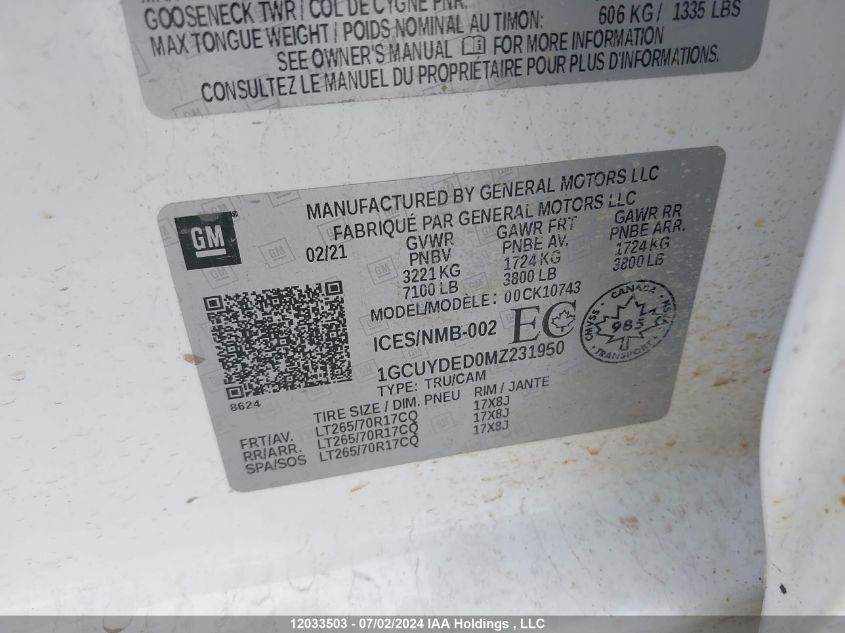 GOOSENECK TWR / COL DE CYGNE PNR:
MAX TONGUE WEIGHT / POIDS NOMINAL AU TIMON: 606 KG / 1335 LBS
SEE OWNER'S MANUAL FOR MORE INFORMATION
CONSULTEZ LE MANUEL DU PROPRIÉTAIRE POUR PLUS D'INFORMATIONS.
GM
MANUFACTURED BY GENERAL MOTORS LLC
FABRIQUÉ PAR GENERAL MOTORS LLC
02/21 GVWR GAWR FRT GAWR RR
PNBV PNBE AV. PNBE ARR.
3221 KG 1724 KG 1724 KG
7100 LB 3800 LB 3800 LB
MODEL/MODÈLE: 00CK10743
ICES/NMB-002 EC
CANADA NSVA TRANSPORT CMVSS 985
1GCUYDED0MZ231950
TYPE: TRU/CAM
8624
TIRE SIZE / DIM. PNEU RIM / JANTE
FRT/AV. LT265/70R17CQ 17X8J
RR/ARR. LT265/70R17CQ 17X8J
SPA/SOS LT265/70R17CQ 17X8J
12033503 - 07/02/2024 IAA Holdings , LLC